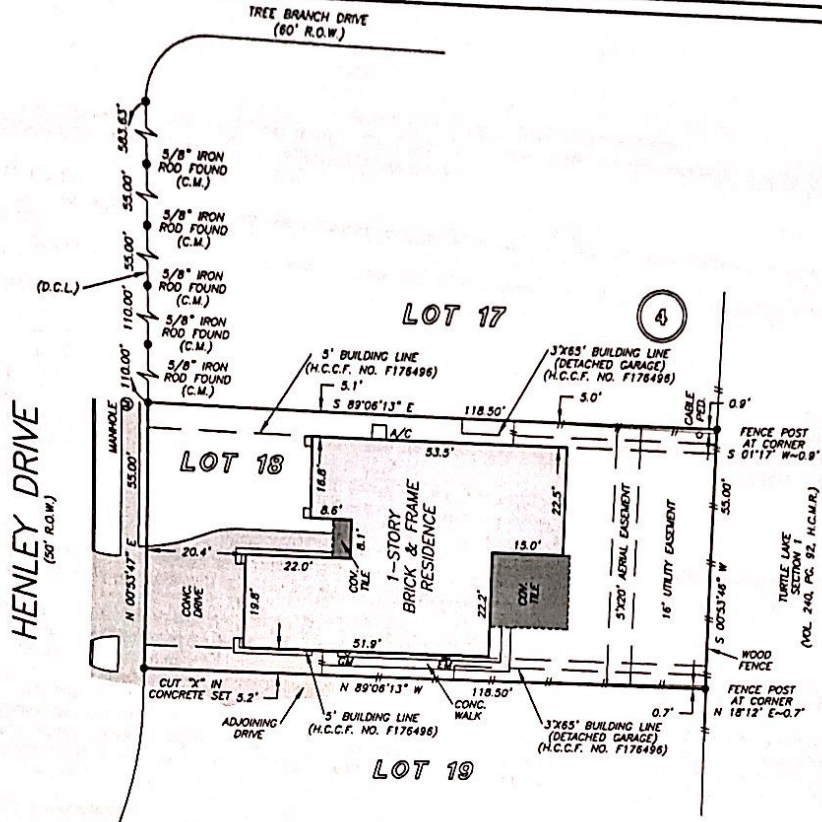 TREE BRANCH DRIVE
(60' R.O.W.)
583.63'
5/8" IRON
ROD FOUND
(C.M.)
55.00'
5/8" IRON
ROD FOUND
(C.M.)
55.00'
(D.C.L.)
5/8" IRON
ROD FOUND
(C.M.)
110.00'
5/8" IRON
ROD FOUND
(C.M.)
110.00'
5/8" IRON
ROD FOUND
(C.M.)
LOT 17
4
5' BUILDING LINE
(H.C.C.F. NO. F176496)
3'X65' BUILDING LINE
(DETACHED GARAGE)
(H.C.C.F. NO. F176496)
5.1'
5.0'
S 89°06'13" E
118.50'
CABLE
PED.
0.9'
FENCE POST
AT CORNER
S 01°17' W~0.9'
HENLEY DRIVE
(50' R.O.W.)
MANHOLE
M
55.00'
N 00°53'47" E
LOT 18
A/C
53.5'
16.8'
8.6'
8.1'
COV.
TILE
1-STORY
BRICK & FRAME
RESIDENCE
22.5'
15.0'
COV.
TILE
22.2'
20.4'
22.0'
CONC.
DRIVE
19.8'
51.9'
GM
EM
5'X20' AERIAL EASEMENT
16' UTILITY EASEMENT
55.00'
S 00°53'48" W
TURTLE LAKE
SECTION 1
(VOL. 240, PG. 92, H.C.M.R.)
WOOD
FENCE
CUT "X" IN
CONCRETE SET
5.2'
N 89°06'13" W
118.50'
0.7'
FENCE POST
AT CORNER
N 18°12' E~0.7'
ADJOINING
DRIVE
5' BUILDING LINE
(H.C.C.F. NO. F176496)
CONC.
WALK
3'X65' BUILDING LINE
(DETACHED GARAGE)
(H.C.C.F. NO. F176496)
LOT 19